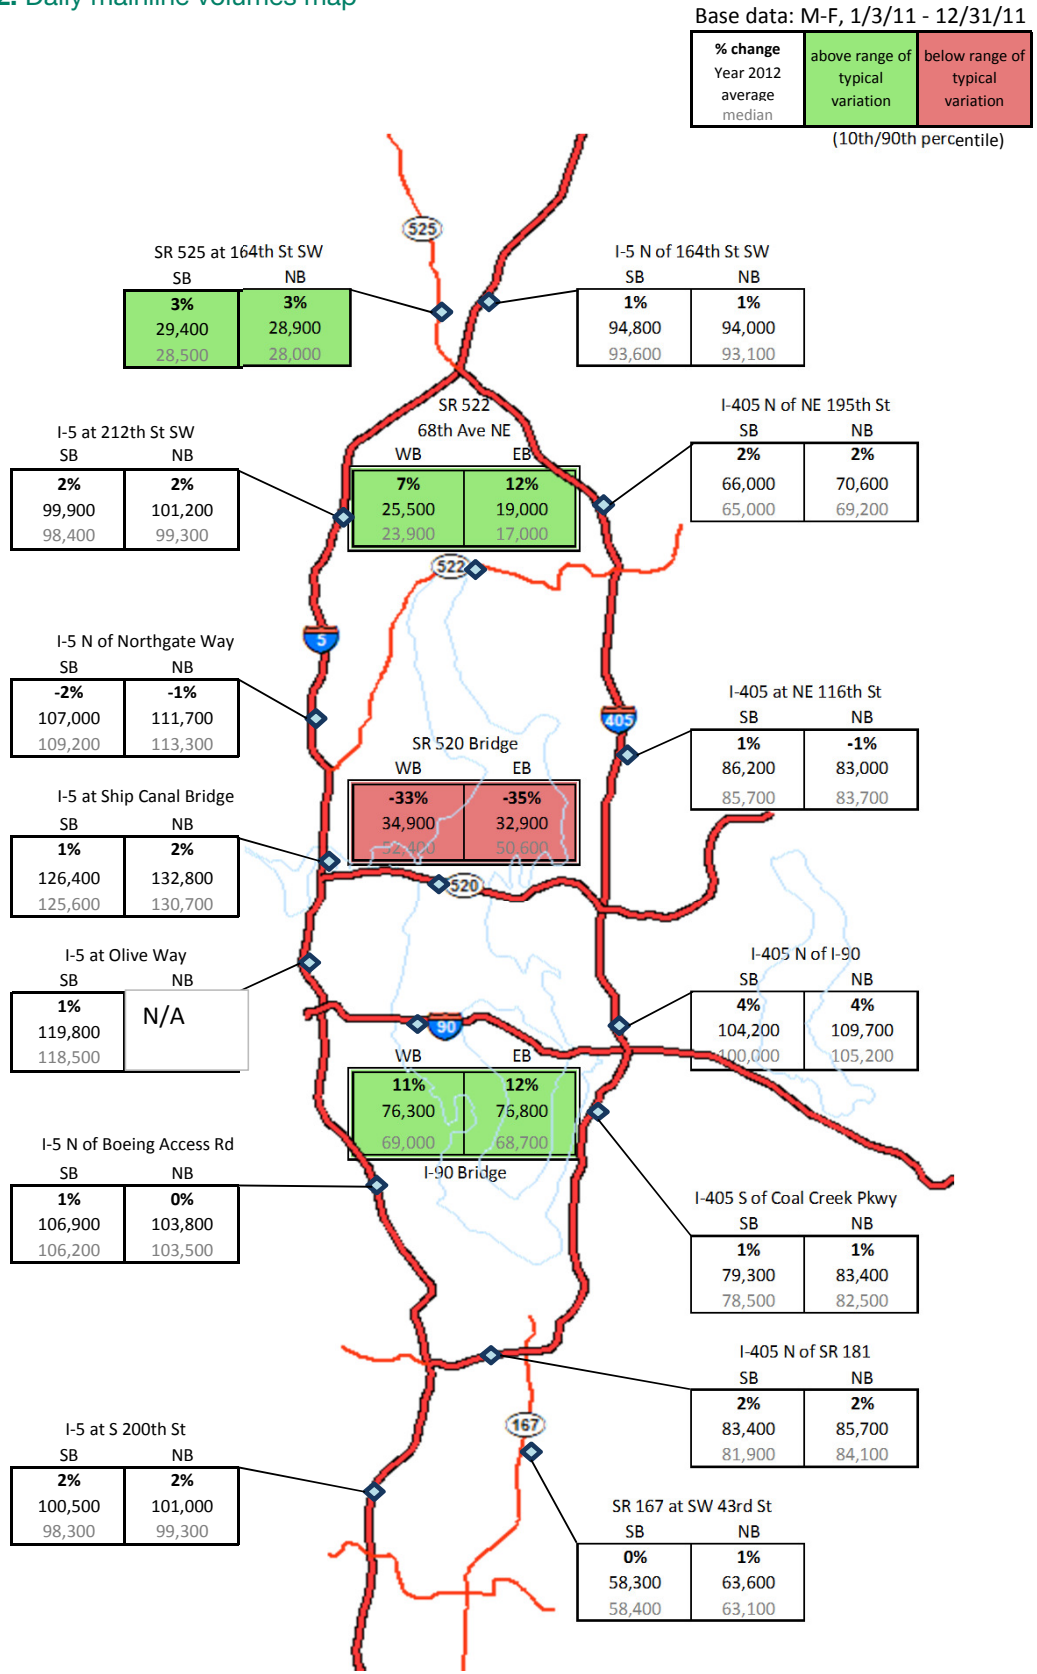 2. Daily mainline volumes map
Base data: M-F, 1/3/11 - 12/31/11
% change
Year 2012
average
median
above range of
typical
variation
below range of
typical
variation
(10th/90th percentile)
525
SR 525 at 164th St SW
SB NB
3% 3%
29,400 28,900
28,500 28,000
I-5 N of 164th St SW
SB NB
1% 1%
94,800 94,000
93,600 93,100
SR 522
68th Ave NE
WB EB
7% 12%
25,500 19,000
23,900 17,000
522
I-405 N of NE 195th St
SB NB
2% 2%
66,000 70,600
65,000 69,200
I-5 at 212th St SW
SB NB
2% 2%
99,900 101,200
98,400 99,300
5
I-5 N of Northgate Way
SB NB
-2% -1%
107,000 111,700
109,200 113,300
405
I-405 at NE 116th St
SB NB
1% -1%
86,200 83,000
85,700 83,700
SR 520 Bridge
WB EB
-33% -35%
34,900 32,900
52,400 50,600
520
I-5 at Ship Canal Bridge
SB NB
1% 2%
126,400 132,800
125,600 130,700
I-5 at Olive Way
SB NB
1% N/A
119,800
118,500
I-405 N of I-90
SB NB
4% 4%
104,200 109,700
100,000 105,200
90
WB EB
11% 12%
76,300 76,800
69,000 68,700
I-90 Bridge
I-5 N of Boeing Access Rd
SB NB
1% 0%
106,900 103,800
106,200 103,500
I-405 S of Coal Creek Pkwy
SB NB
1% 1%
79,300 83,400
78,500 82,500
I-405 N of SR 181
SB NB
2% 2%
83,400 85,700
81,900 84,100
167
I-5 at S 200th St
SB NB
2% 2%
100,500 101,000
98,300 99,300
SR 167 at SW 43rd St
SB NB
0% 1%
58,300 63,600
58,400 63,100